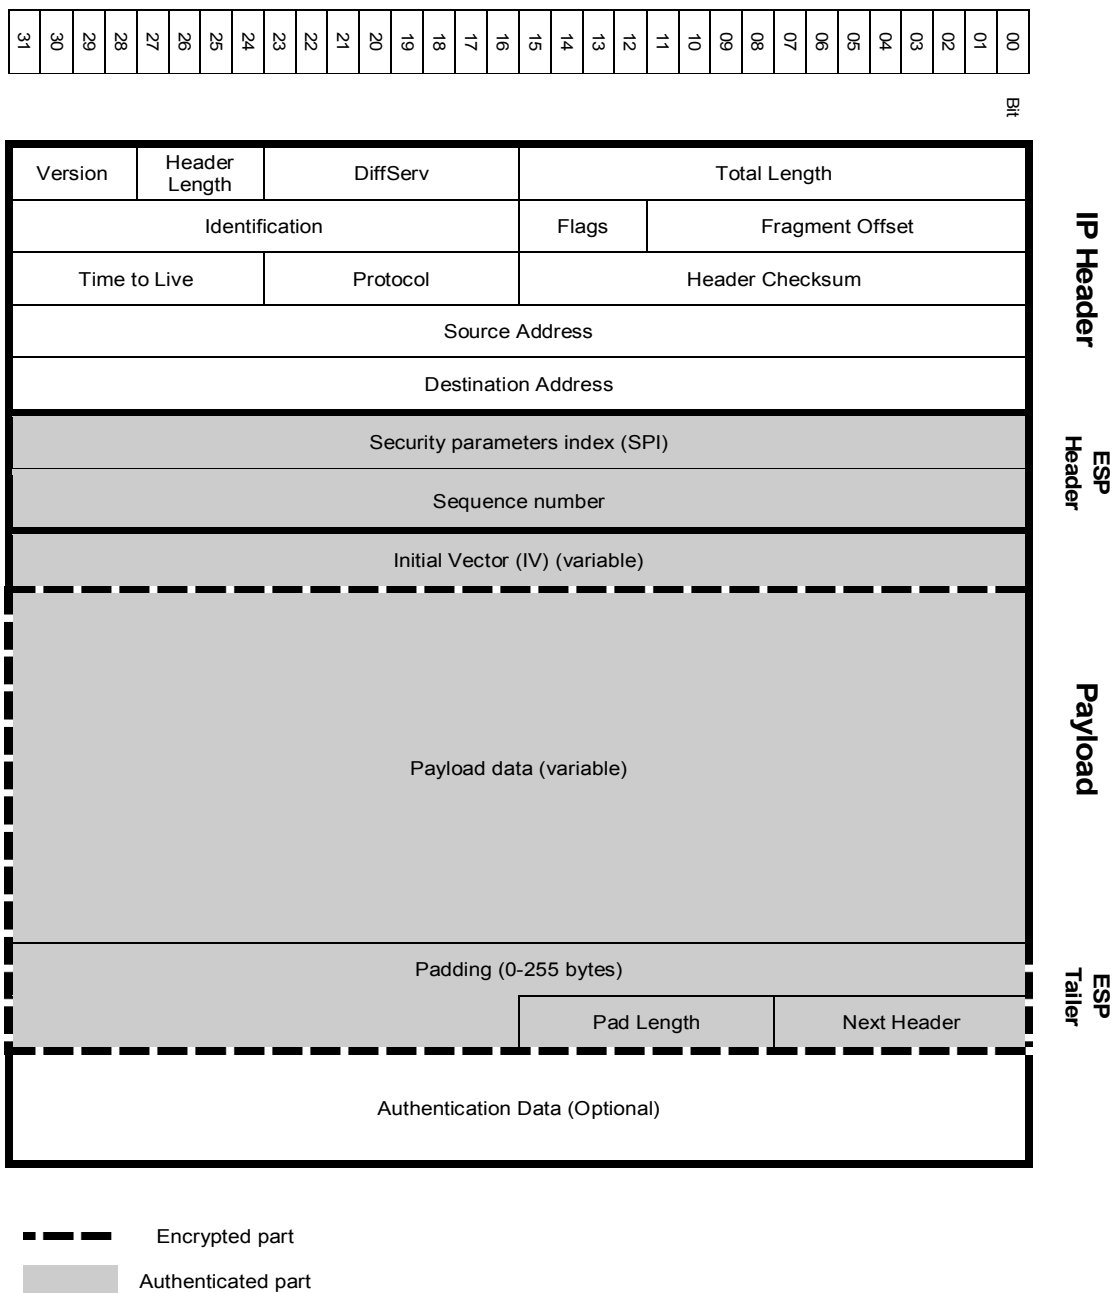 31 30 29 28 27 26 25 24 23 22 21 20 19 18 17 16 15 14 13 12 11 10 09 08 07 06 05 04 03 02 01 00
Bit
Version
Header
Length
DiffServ
Total Length
IP Header
Identification
Flags
Fragment Offset
Time to Live
Protocol
Header Checksum
Source Address
Destination Address
Security parameters index (SPI)
ESP
Header
Sequence number
Initial Vector (IV) (variable)
Payload data (variable)
Payload
Padding (0-255 bytes)
ESP
Tailer
Pad Length
Next Header
Authentication Data (Optional)
Encrypted part
Authenticated part